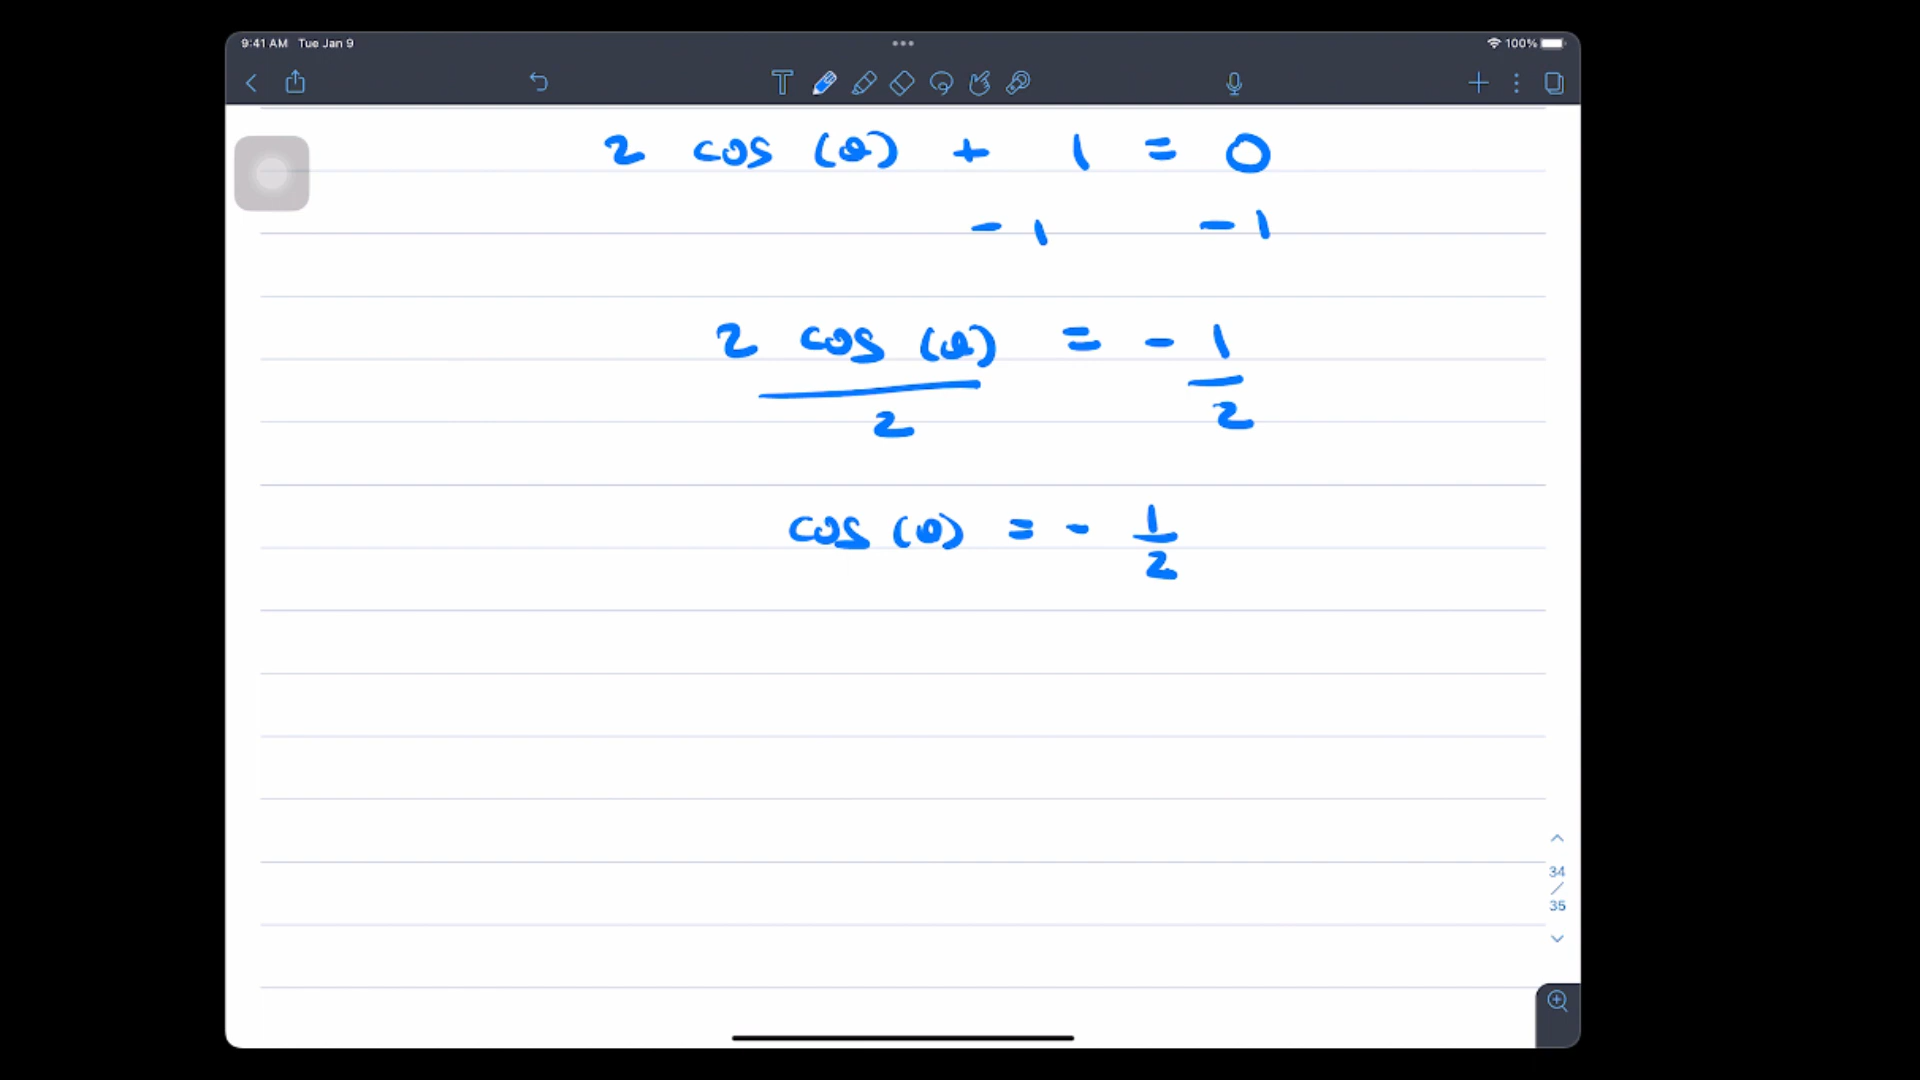 9:41 AM Tue Jan 9
100%
T
2 cos (θ) + 1 = 0
- 1 - 1
2 cos (θ) = - 1
2 2
cos (θ) = - 1
2
34
/
35